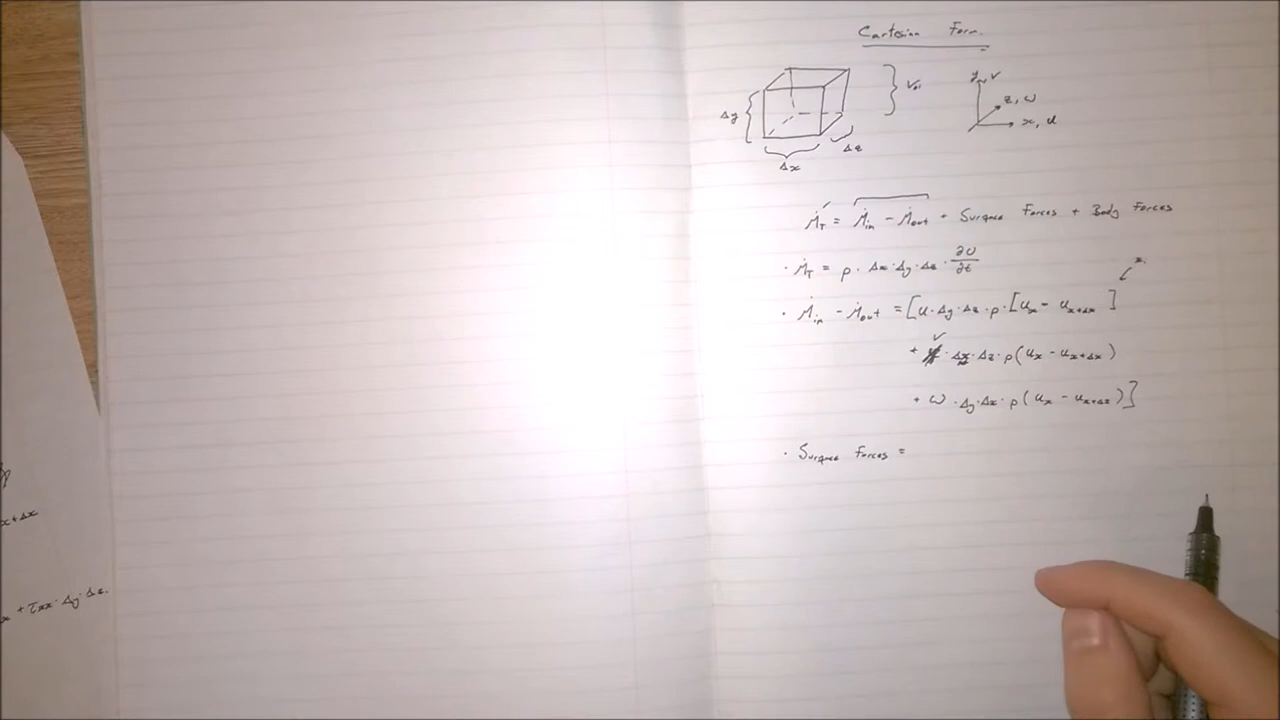 Cartesian Form.
Δy
Δx
Δz
Vol
y, v
z, ω
x, u
Ṁ_T = Ṁ_in - Ṁ_out + Surface Forces + Body Forces
· Ṁ_T = ρ · Δx · Δy · Δz · ∂U/∂t
x.
· Ṁ_in - Ṁ_out = [u · Δy · Δz · ρ · [u_x - u_x+Δx]
+ v · Δx · Δz · ρ (u_x - u_x+Δx)
+ ω · Δy · Δx · ρ (u_x - u_x+Δx)]
· Surface Forces =
x+Δx
+ τxx · Δy · Δz.